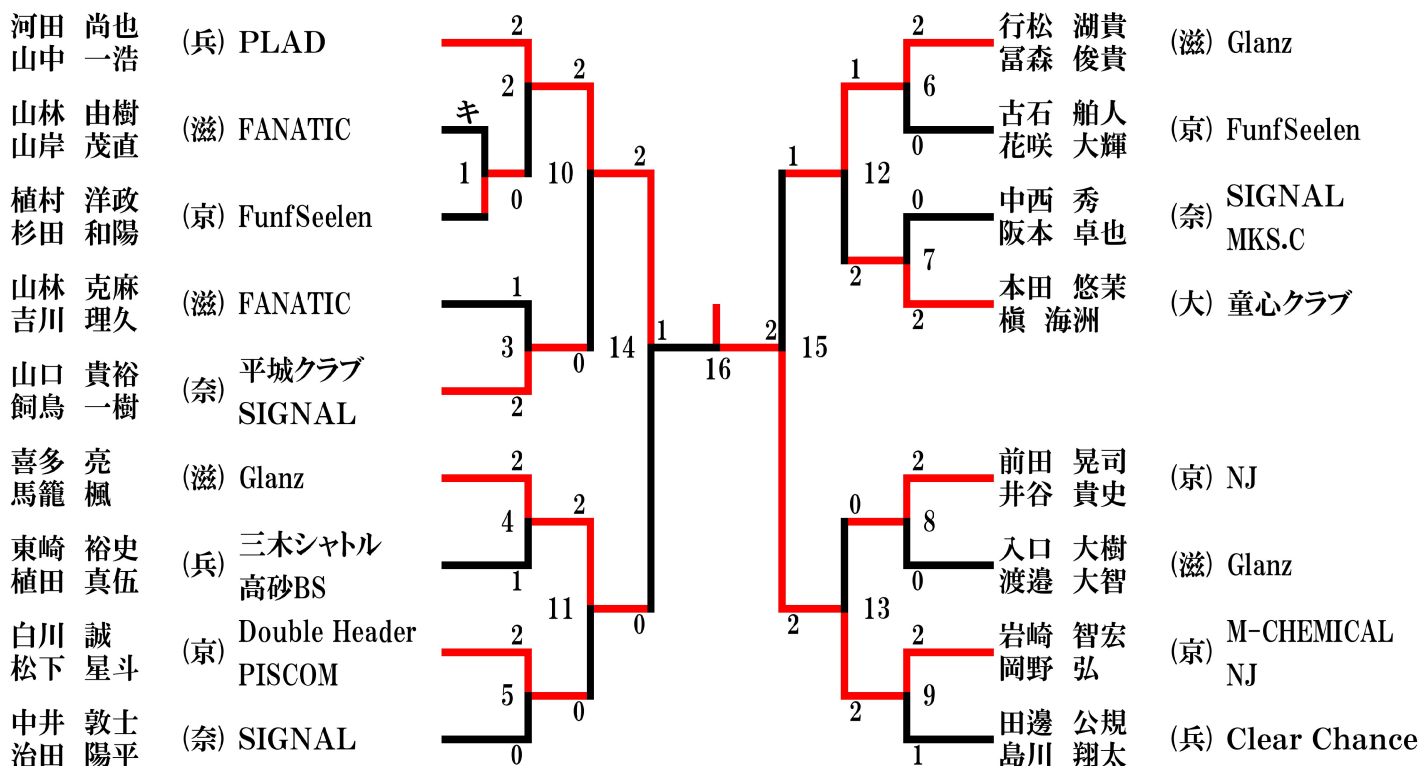 河田 尚也
山中 一浩
(兵) PLAD
山林 由樹
山岸 茂直
(滋) FANATIC
植村 洋政
杉田 和陽
(京) FunfSeelen
山林 克麻
吉川 理久
(滋) FANATIC
山口 貴裕
飼鳥 一樹
(奈)
平城クラブ
SIGNAL
喜多 亮
馬籠 楓
(滋) Glanz
東崎 裕史
植田 真伍
(兵)
三木シャトル
高砂BS
白川 誠
松下 星斗
(京)
Double Header
PISCOM
中井 敦士
治田 陽平
(奈) SIGNAL
2
2
2
キ
1
0
10
2
1
3
0
2
14
2
4
2
1
11
0
2
5
0
0
1
16
2
15
1
1
2
6
0
12
0
7
2
2
2
0
8
0
13
2
2
9
2
1
行松 湖貴
冨森 俊貴
(滋) Glanz
古石 舶人
花咲 大輝
(京) FunfSeelen
中西 秀
阪本 卓也
(奈)
SIGNAL
MKS.C
本田 悠茉
槇 海洲
(大) 童心クラブ
前田 晃司
井谷 貴史
(京) NJ
入口 大樹
渡邉 大智
(滋) Glanz
岩崎 智宏
岡野 弘
(京)
M-CHEMICAL
NJ
田邊 公規
島川 翔太
(兵) Clear Chance